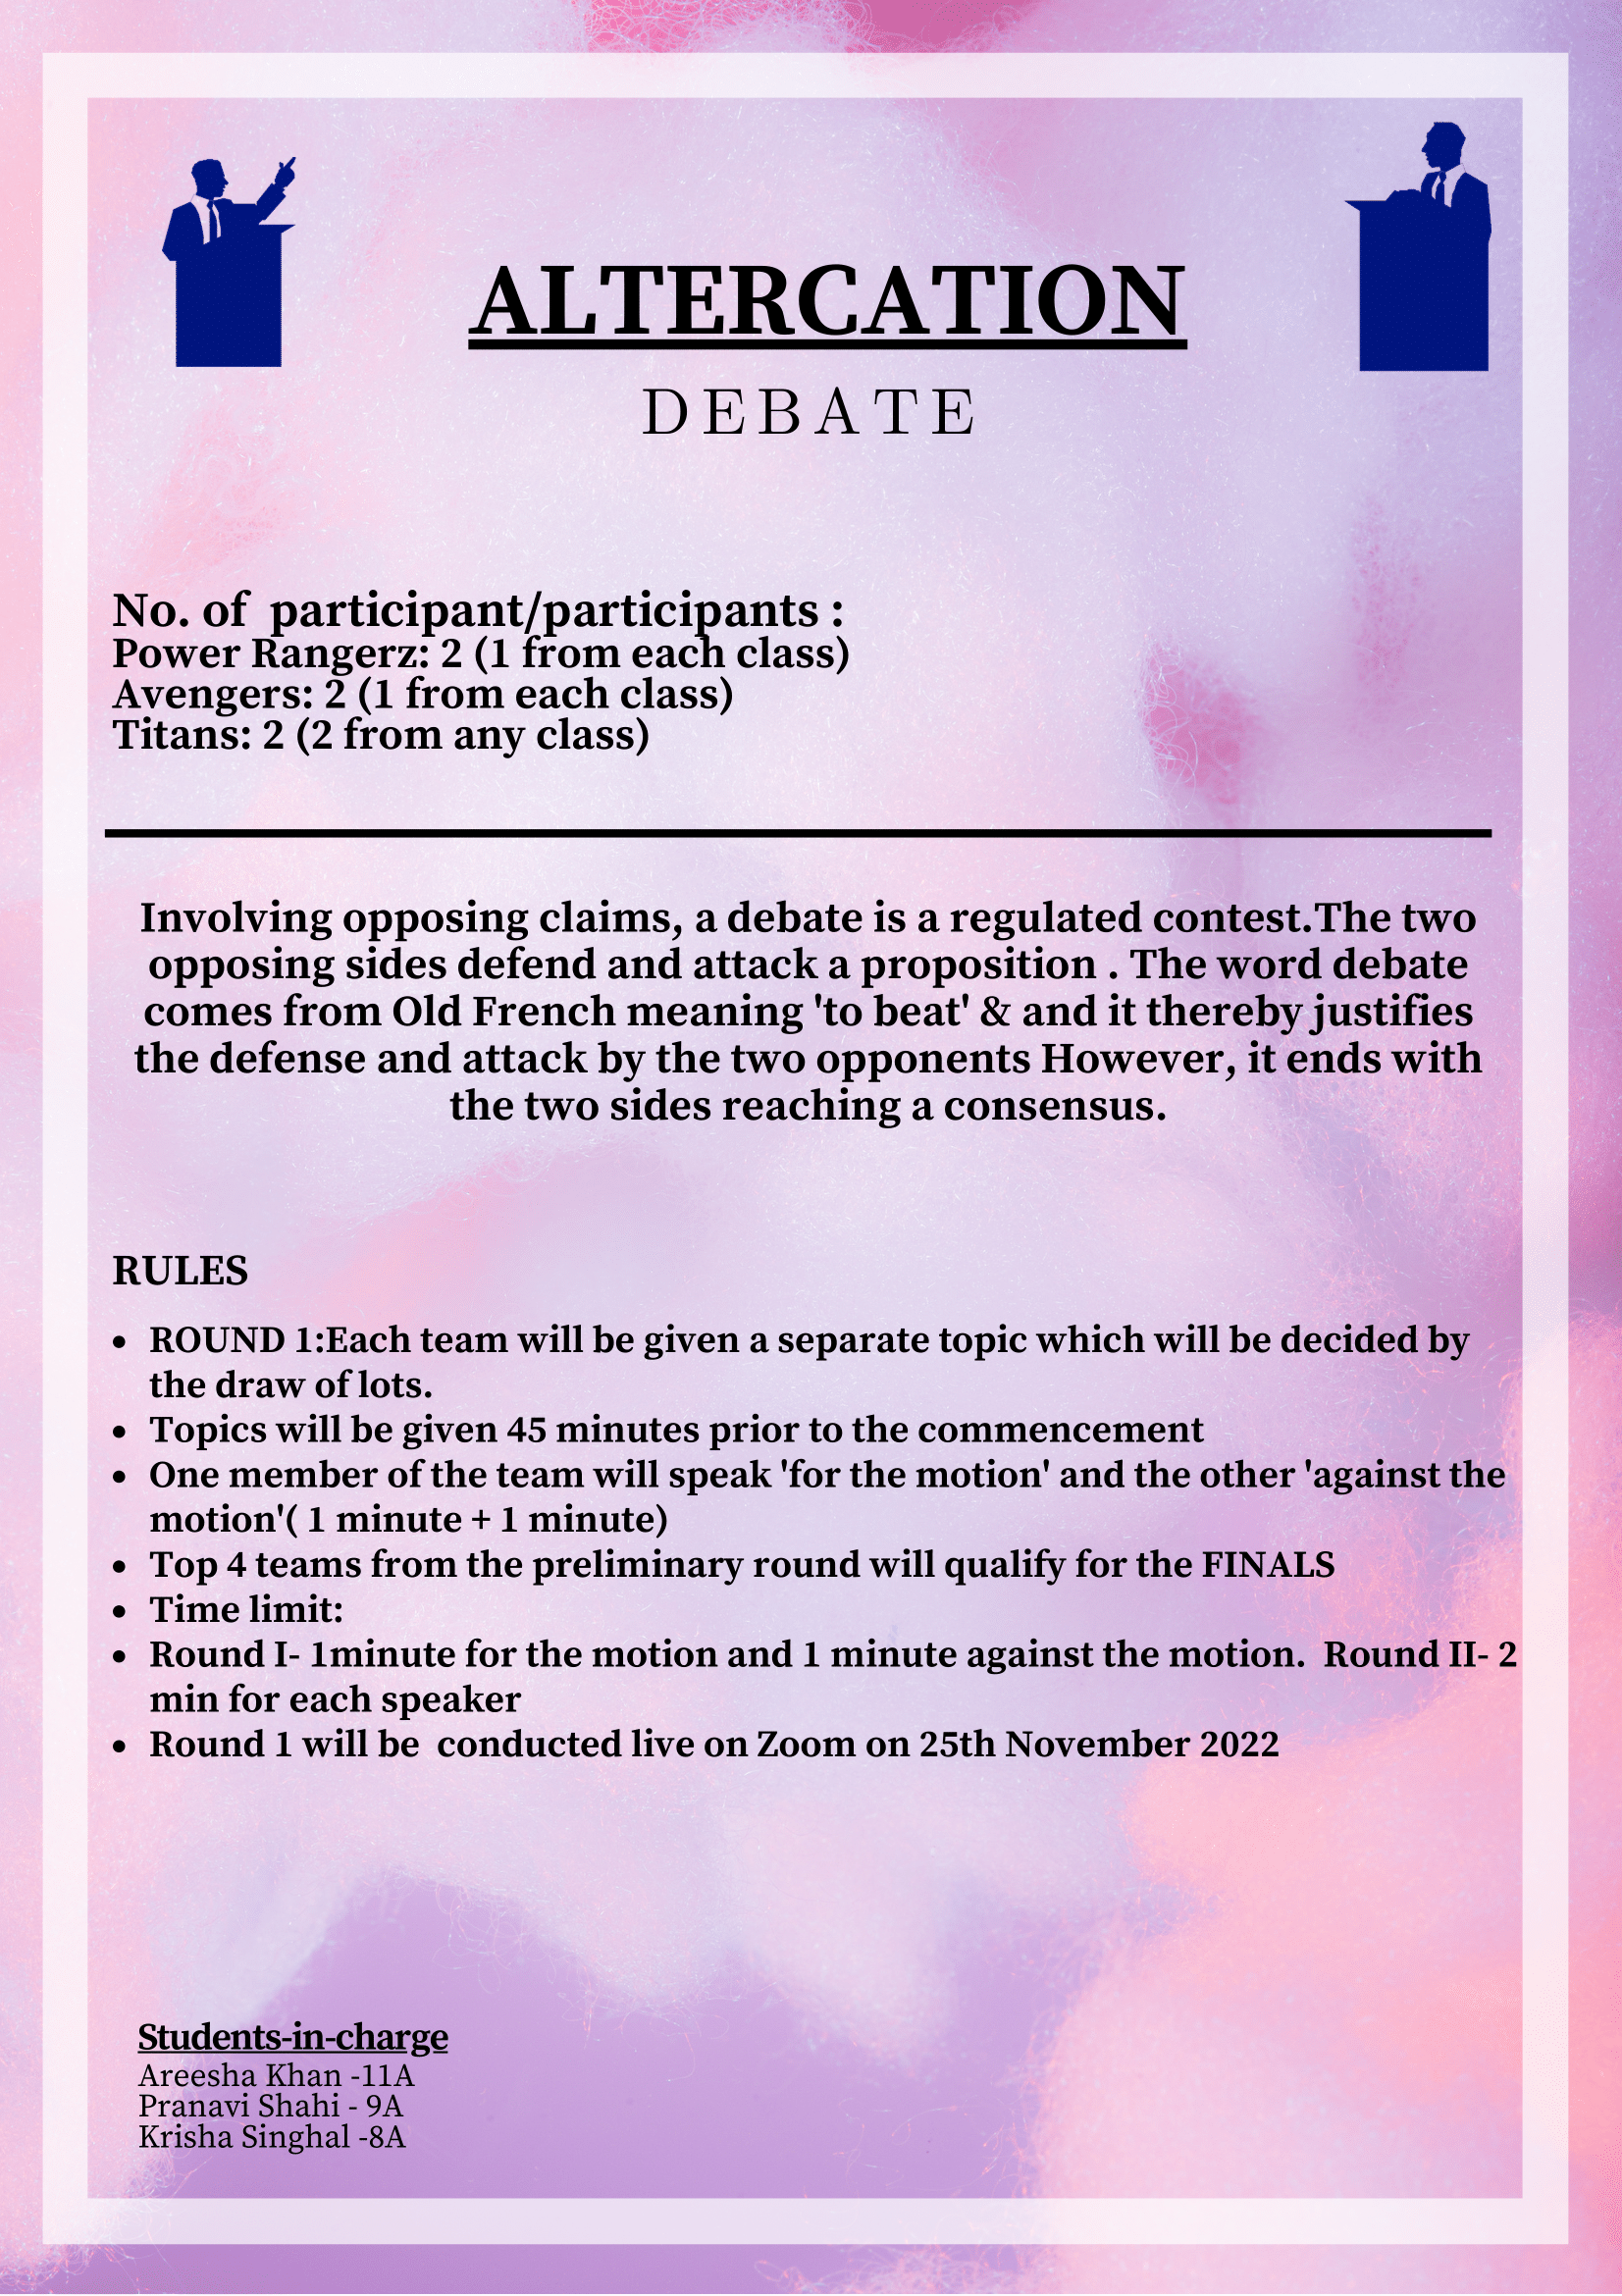 ALTERCATION
DEBATE
No. of  participant/participants :
Power Rangerz: 2 (1 from each class)
Avengers: 2 (1 from each class)
Titans: 2 (2 from any class)
Involving opposing claims, a debate is a regulated contest.The two
opposing sides defend and attack a proposition . The word debate
comes from Old French meaning 'to beat' & and it thereby justifies
the defense and attack by the two opponents However, it ends with
the two sides reaching a consensus.
RULES
• ROUND 1:Each team will be given a separate topic which will be decided by
the draw of lots.
• Topics will be given 45 minutes prior to the commencement
• One member of the team will speak 'for the motion' and the other 'against the
motion'( 1 minute + 1 minute)
• Top 4 teams from the preliminary round will qualify for the FINALS
• Time limit:
• Round I- 1minute for the motion and 1 minute against the motion.  Round II- 2
min for each speaker
• Round 1 will be  conducted live on Zoom on 25th November 2022
Students-in-charge
Areesha Khan -11A
Pranavi Shahi - 9A
Krisha Singhal -8A